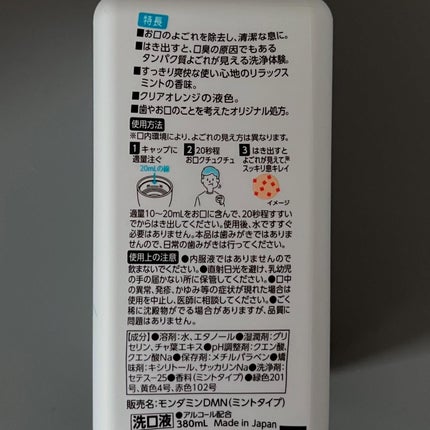 特長
■お口のよごれを除去し、清潔な息に。
■はき出すと、口臭の原因でもある
タンパク質よごれが見える洗浄体験。
■すっきり爽快な使い心地のリラックス
ミントの香味。
■クリアオレンジの液色。
■歯やお口のことを考えたオリジナル処方。
使用方法
※口内環境により、よごれの見え方は異なります。
1 キャップに
適量注ぐ
20mLの線
2 20秒程
お口クチュクチュ
3 はき出すと
よごれが見えて※
スッキリ息キレイ
イメージ
適量10～20mLをお口に含んで、20秒程すすい
でからはき出してください。使用後、水ですすぐ
必要はありません。本品は歯みがきではありま
せんので、日常の歯みがきは行ってください。
使用上の注意 ●内服液ではありませんので
飲まないでください。●直射日光を避け、乳幼児
の手の届かない所に保管してください。●口中
の異常、発疹、かゆみ等の症状が現れた場合は
使用を中止し、医師に相談してください。●ごく
稀に沈殿物がでる場合がありますが、品質に
問題はありません。
【成分】●溶剤:水、エタノール●湿潤剤:グリ
セリン、チャ葉エキス●pH調整剤:クエン酸、
クエン酸Na●保存剤:メチルパラベン●矯
味剤:キシリトール、サッカリンNa●洗浄剤:
セテス-25●香料(ミントタイプ)●緑色201
号、黄色4号、赤色102号
販売名:モンダミンDMN(ミントタイプ)
洗口液 ●アルコール配合
380mL Made in Japan